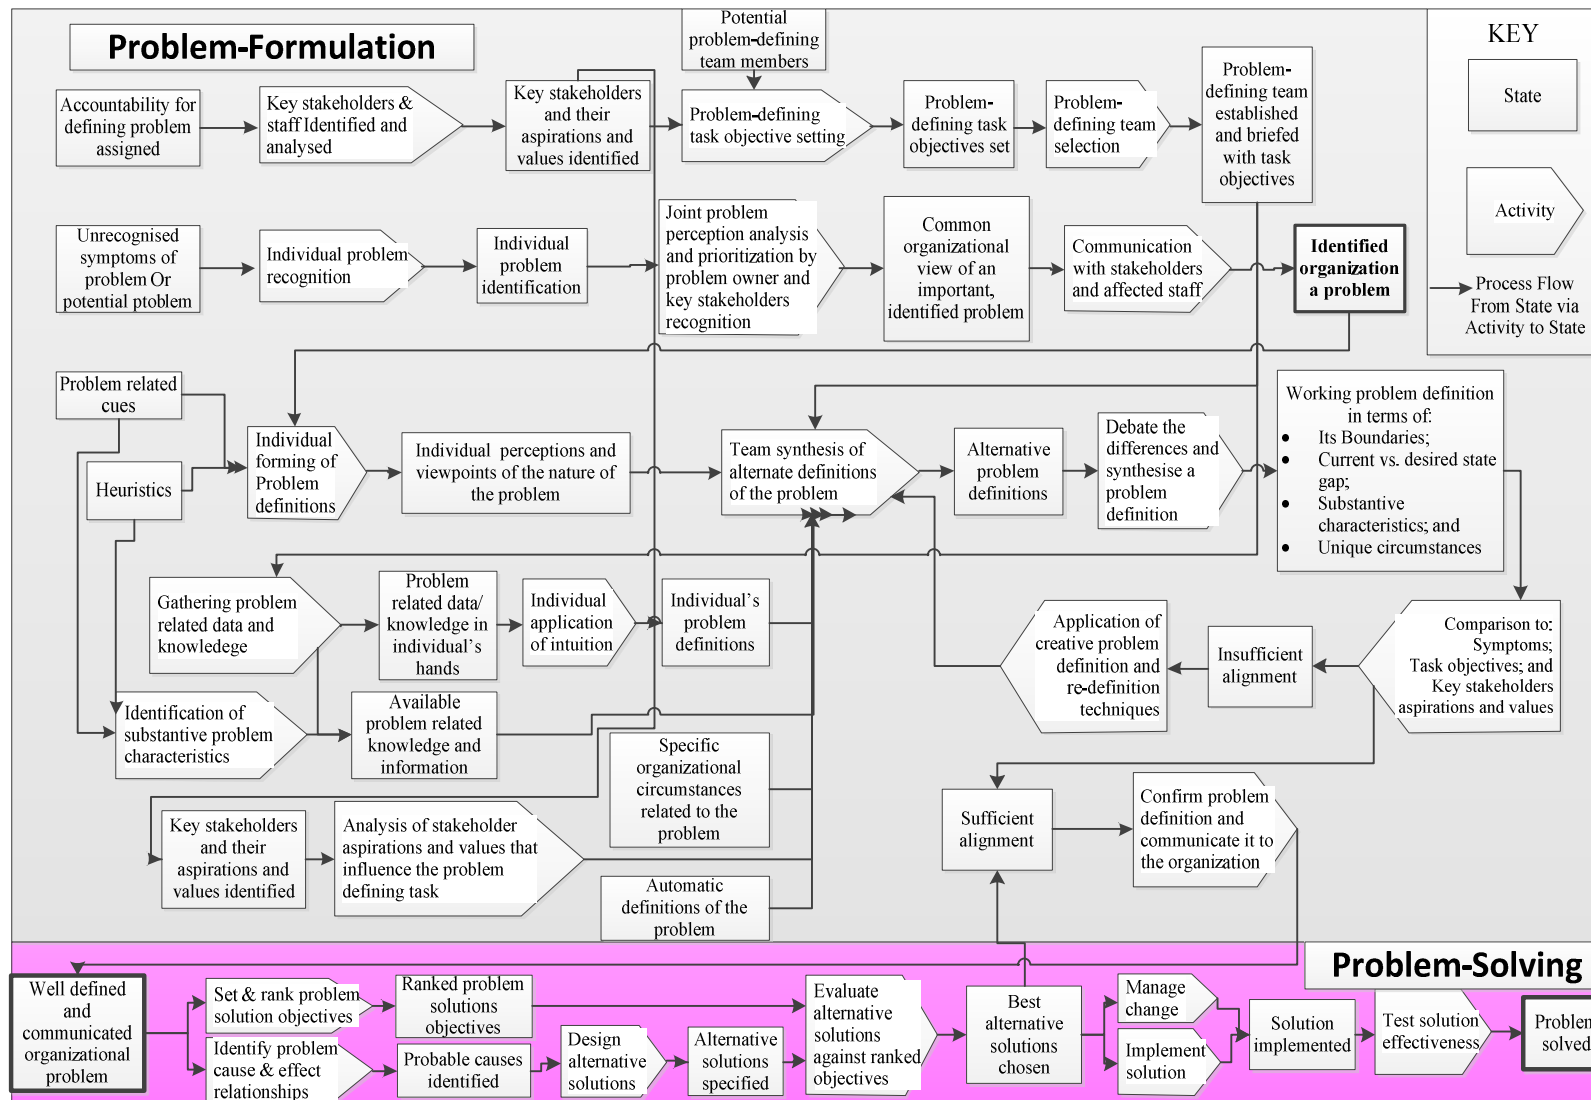 Problem-Formulation
Potential
problem-defining
team members
KEY
State
Activity
Process Flow
From State via
Activity to State
Accountability for
defining problem
assigned
Key stakeholders &
staff Identified and
analysed
Key stakeholders
and their
aspirations and
values identified
Problem-defining
task objective setting
Problem-
defining task
objectives set
Problem-
defining team
selection
Problem-
defining team
established
and briefed
with task
objectives
Unrecognised
symptoms of
problem Or
potential ptoblem
Individual problem
recognition
Individual
problem
identification
Joint problem
perception analysis
and prioritization by
problem owner and
key stakeholders
recognition
Common
organizational
view of an
important,
identified problem
Communication
with stakeholders
and affected staff
Identified
organization
a problem
Problem related
cues
Heuristics
Individual
forming of
Problem
definitions
Individual perceptions and
viewpoints of the nature of
the problem
Team synthesis of
alternate definitions
of the problem
Alternative
problem
definitions
Debate the
differences and
synthesise a
problem
definition
Working problem definition
in terms of:
• Its Boundaries;
• Current vs. desired state
gap;
• Substantive
characteristics; and
• Unique circumstances
Gathering problem
related data and
knowledege
Problem
related data/
knowledge in
individual's
hands
Individual
application
of intuition
Individual's
problem
definitions
Application of
creative problem
definition and
re-definition
techniques
Insufficient
alignment
Comparison to:
Symptoms;
Task objectives; and
Key stakeholders
aspirations and values
Identification of
substantive problem
characteristics
Available
problem related
knowledge and
information
Specific
organizational
circumstances
related to the
problem
Sufficient
alignment
Confirm problem
definition and
communicate it to
the organization
Key stakeholders
and their
aspirations and
values identified
Analysis of stakeholder
aspirations and values that
influence the problem
defining task
Automatic
definitions of the
problem
Problem-Solving
Well defined
and
communicated
organizational
problem
Set & rank problem
solution objectives
Ranked problem
solutions
objectives
Identify problem
cause & effect
relationships
Probable causes
identified
Design
alternative
solutions
Alternative
solutions
specified
Evaluate
alternative
solutions
against ranked
objectives
Best
alternative
solutions
chosen
Manage
change
Implement
solution
Solution
implemented
Test solution
effectiveness
Problem
solved